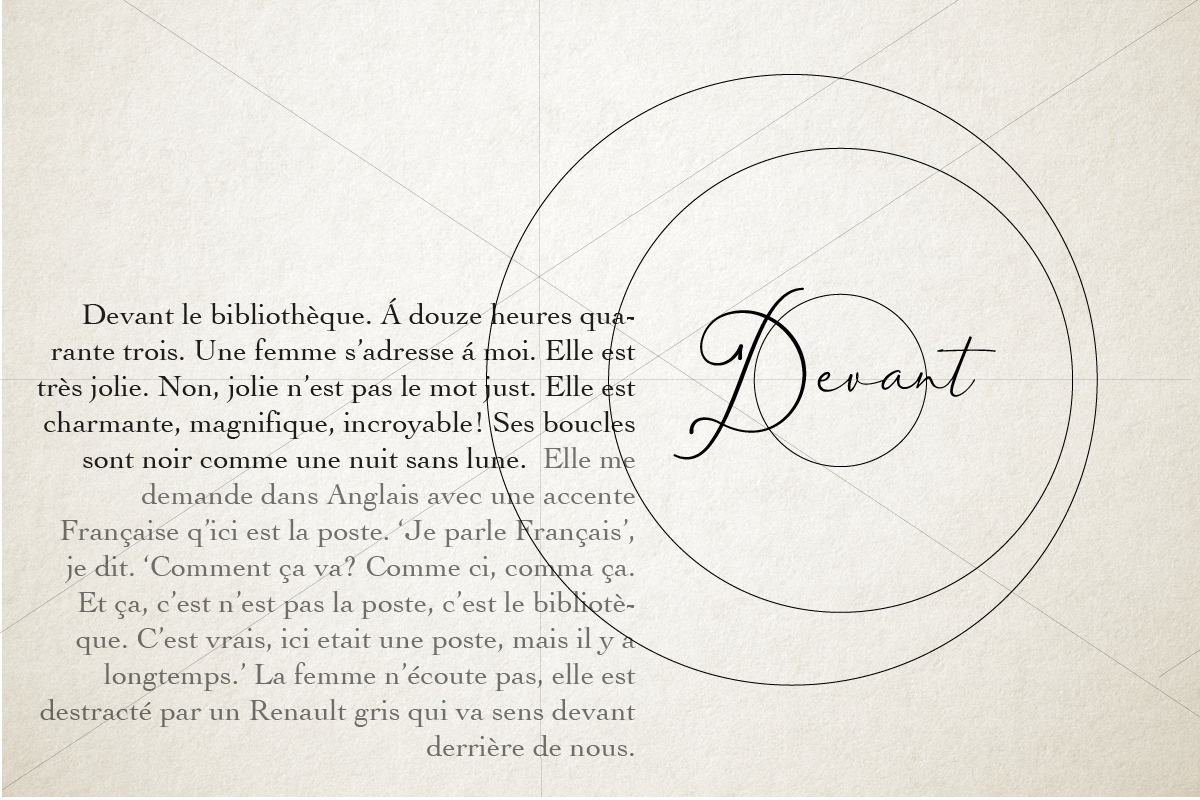 Devant le bibliothèque. Á douze heures qua-
rante trois. Une femme s’adresse á moi. Elle est
très jolie. Non, jolie n’est pas le mot just. Elle est
charmante, magnifique, incroyable! Ses boucles
sont noir comme une nuit sans lune. Elle me
demande dans Anglais avec une accente
Française q’ici est la poste. ‘Je parle Français’,
je dit. ‘Comment ça va? Comme ci, comma ça.
Et ça, c’est n’est pas la poste, c’est le bibliotè-
que. C’est vrais, ici etait une poste, mais il y a
longtemps.’ La femme n’écoute pas, elle est
destracté par un Renault gris qui va sens devant
derrière de nous.
Devant